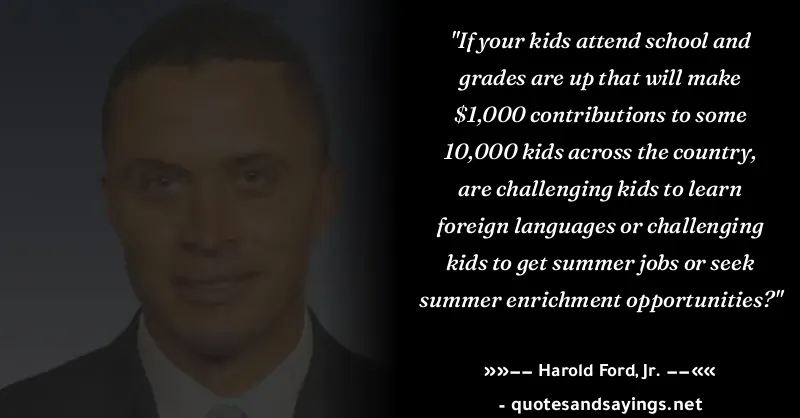 "If your kids attend school and
grades are up that will make
$1,000 contributions to some
10,000 kids across the country,
are challenging kids to learn
foreign languages or challenging
kids to get summer jobs or seek
summer enrichment opportunities?"
»»–– Harold Ford, Jr. ––««
- quotesandsayings.net